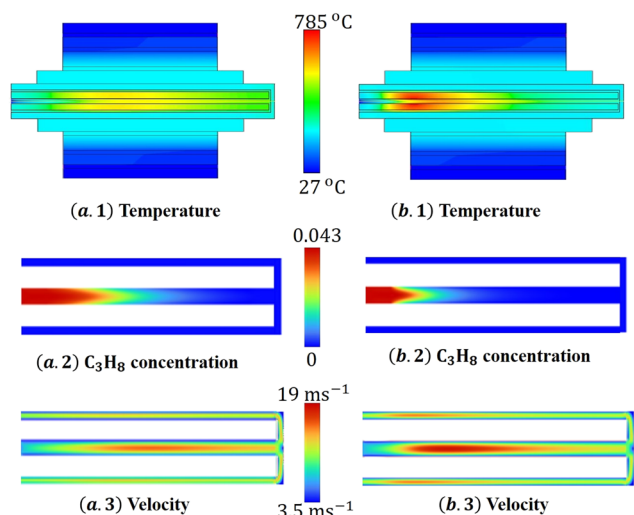 785 °C
27 °C
(a.1) Temperature
(b.1) Temperature
0.043
0
(a.2) C₃H₈ concentration
(b.2) C₃H₈ concentration
19 ms⁻¹
3.5 ms⁻¹
(a.3) Velocity
(b.3) Velocity